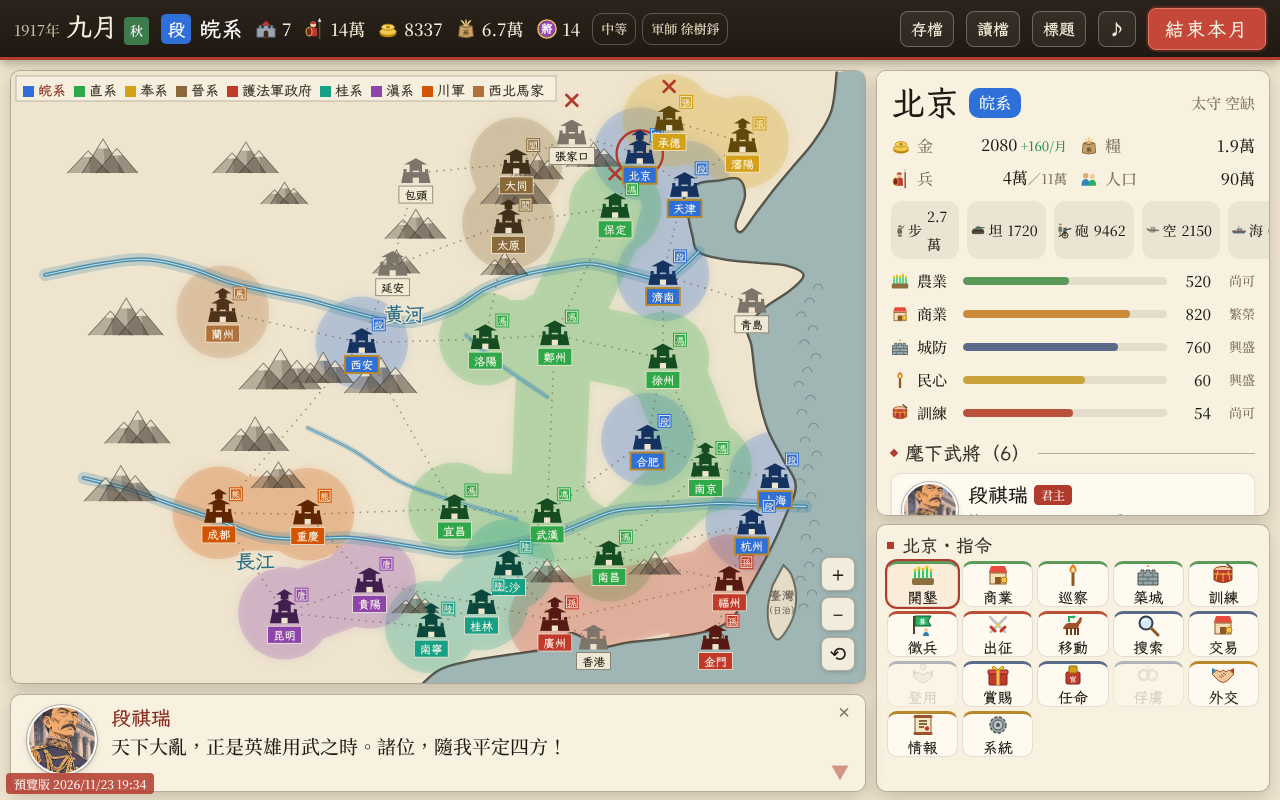 1917年 九月 秋 段 皖系 7 14萬 8337 6.7萬 將 14 中等 軍師 徐樹錚 存檔 讀檔 標題 ♪ 結束本月
皖系 直系 奉系 晉系 護法軍政府 桂系 滇系 川軍 西北馬家
承德
瀋陽
張家口
北京
大同
包頭
天津
保定
太原
延安
濟南
蘭州
黃河
青島
西安
洛陽
鄭州
徐州
合肥
南京
上海
成都
重慶
宜昌
武漢
杭州
長江
南昌
長沙
貴陽
福州
臺灣
(日治)
昆明
桂林
廣州
南寧
香港
金門
+
−
⟲
段祺瑞
天下大亂，正是英雄用武之時。諸位，隨我平定四方！
×
預覽版 2026/11/23 19:34
北京 皖系 太守 空缺
金 2080 +160/月 糧 1.9萬
兵 4萬／11萬 人口 90萬
步 2.7萬 坦 1720 砲 9462 空 2150 海
農業 520 尚可
商業 820 繁榮
城防 760 興盛
民心 60 興盛
訓練 54 尚可
麾下武將（6）
段祺瑞 君主
北京・指令
開墾 商業 巡察 築城 訓練
徵兵 出征 移動 搜索 交易
登用 賞賜 任命 俘虜 外交
情報 系統